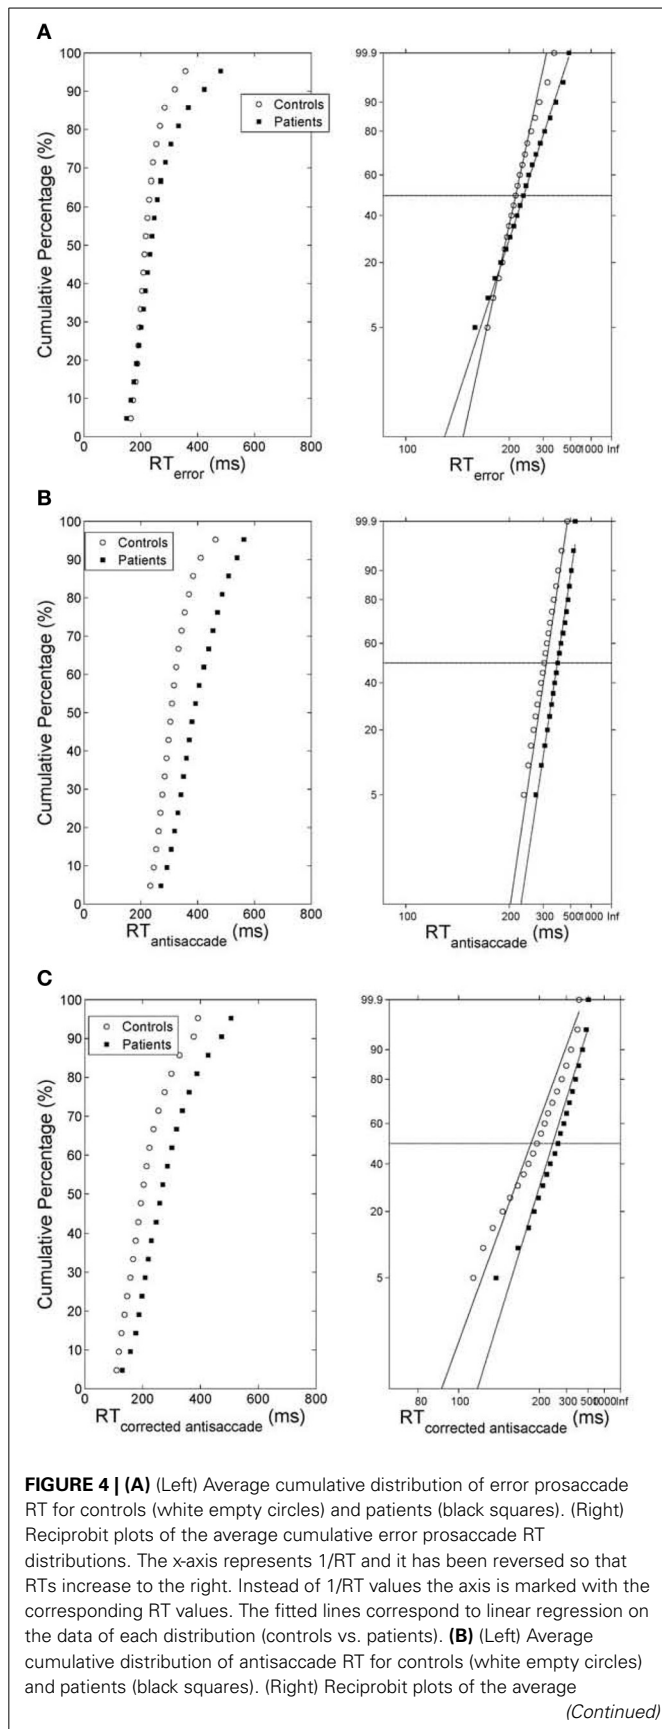 A
100
90
80
70
60
50
40
30
20
10
0
Cumulative Percentage (%)
Controls
Patients
0 200 400 600 800
RTerror (ms)
99.9
90
80
60
40
20
5
100 200 300 5001000 Inf
RTerror (ms)
B
100
90
80
70
60
50
40
30
20
10
0
Cumulative Percentage (%)
Controls
Patients
0 200 400 600 800
RTantisaccade (ms)
99.9
90
80
60
40
20
5
100 200 300 5001000 Inf
RTantisaccade (ms)
C
100
90
80
70
60
50
40
30
20
10
0
Cumulative Percentage (%)
Controls
Patients
0 200 400 600 800
RTcorrected antisaccade (ms)
99.9
90
80
60
40
20
5
80 100 200 300 5001000Inf
RTcorrected antisaccade (ms)
FIGURE 4 | (A) (Left) Average cumulative distribution of error prosaccade
RT for controls (white empty circles) and patients (black squares). (Right)
Reciprobit plots of the average cumulative error prosaccade RT
distributions. The x-axis represents 1/RT and it has been reversed so that
RTs increase to the right. Instead of 1/RT values the axis is marked with the
corresponding RT values. The fitted lines correspond to linear regression on
the data of each distribution (controls vs. patients). (B) (Left) Average
cumulative distribution of antisaccade RT for controls (white empty circles)
and patients (black squares). (Right) Reciprobit plots of the average
(Continued)